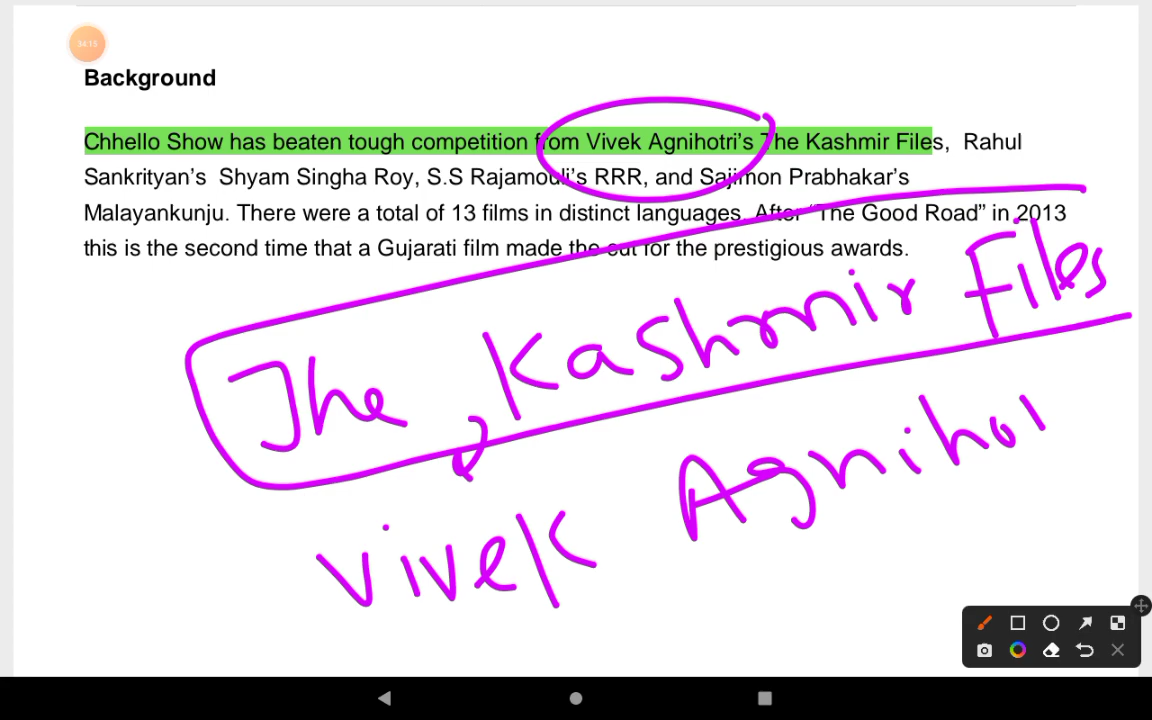 34:15
Background
Chhello Show has beaten tough competition from Vivek Agnihotri's The Kashmir Files, Rahul
Sankrityan's Shyam Singha Roy, S.S Rajamouli's RRR, and Sajimon Prabhakar's
Malayankunju. There were a total of 13 films in distinct languages. After “The Good Road” in 2013
this is the second time that a Gujarati film made the cut for the prestigious awards.
The Kashmir Files
Vivek Agnihoi